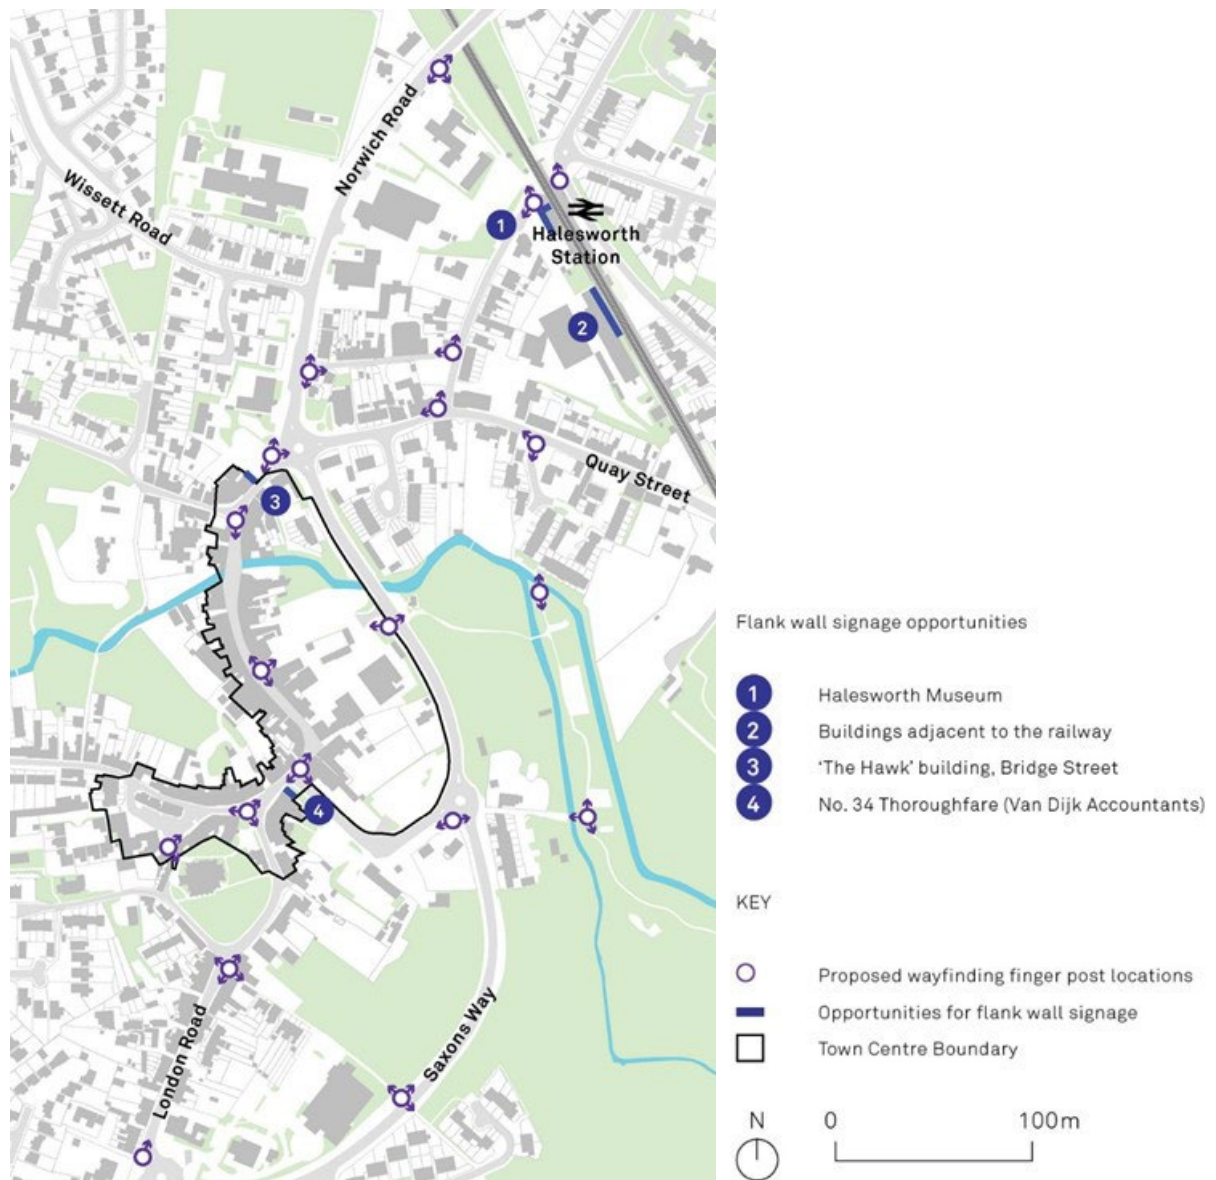 Norwich Road
Wissett Road
1
Halesworth
Station
2
Quay Street
3
4
Saxons Way
London Road
Flank wall signage opportunities
1 Halesworth Museum
2 Buildings adjacent to the railway
3 ‘The Hawk’ building, Bridge Street
4 No. 34 Thoroughfare (Van Dijk Accountants)
KEY
Proposed wayfinding finger post locations
Opportunities for flank wall signage
Town Centre Boundary
N 0 100m